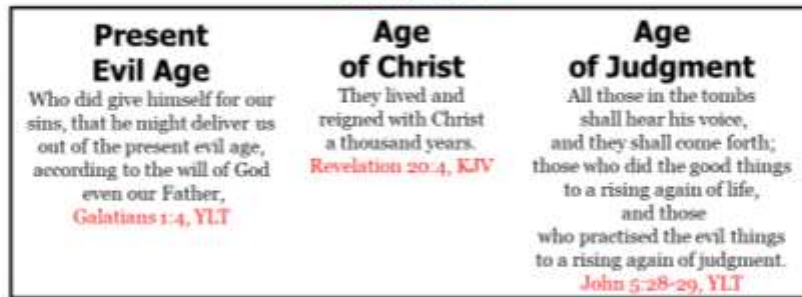 Present
Evil Age
Who did give himself for our
sins, that he might deliver us
out of the present evil age,
according to the will of God
even our Father,
Galatians 1:4, YLT
Age
of Christ
They lived and
reigned with Christ
a thousand years.
Revelation 20:4, KJV
Age
of Judgment
All those in the tombs
shall hear his voice,
and they shall come forth;
those who did the good things
to a rising again of life,
and those
who practised the evil things
to a rising again of judgment.
John 5:28-29, YLT